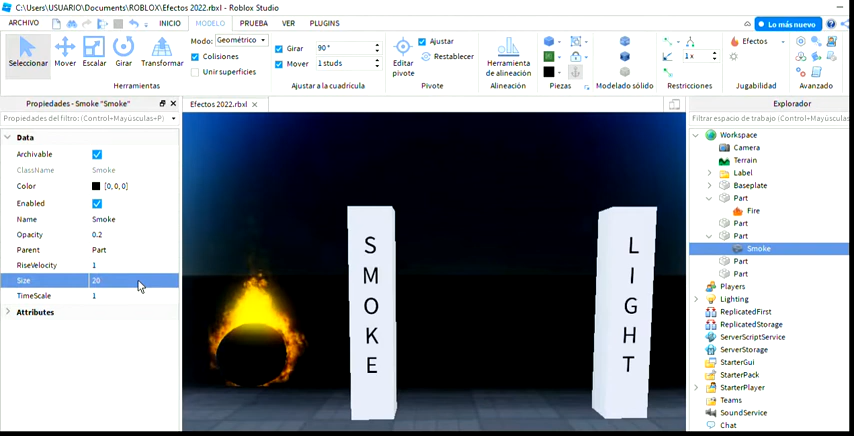 C:\Users\USUARIO\Documents\ROBLOX\Efectos 2022.rbxl - Roblox Studio
ARCHIVO INICIO MODELO PRUEBA VER PLUGINS Lo más nuevo
Modo: Geométrico
Colisiones
Unir superficies
Seleccionar Mover Escalar Girar Transformar
Herramientas
Girar 90°
Mover 1 studs
Ajustar a la cuadrícula
Editar pivote
Ajustar
Restablecer
Pivote
Herramienta de alineación
Alineación
Piezas
Modelado sólido
1 x
Restricciones
Efectos
Jugabilidad
Avanzado
Propiedades - Smoke "Smoke"
Propiedades del filtro: (Control+Mayúsculas+P)
Data
Archivable
ClassName Smoke
Color [0, 0, 0]
Enabled
Name Smoke
Opacity 0.2
Parent Part
RiseVelocity 1
Size 20
TimeScale 1
Attributes
Efectos 2022.rbxl ×
SMOKE
LIGHT
Explorador
Filtrar espacio de trabajo (Control+Mayúsculas+
Workspace
Camera
Terrain
Label
Baseplate
Part
Fire
Part
Part
Smoke
Part
Part
Players
Lighting
ReplicatedFirst
ReplicatedStorage
ServerScriptService
ServerStorage
StarterGui
StarterPack
StarterPlayer
Teams
SoundService
Chat